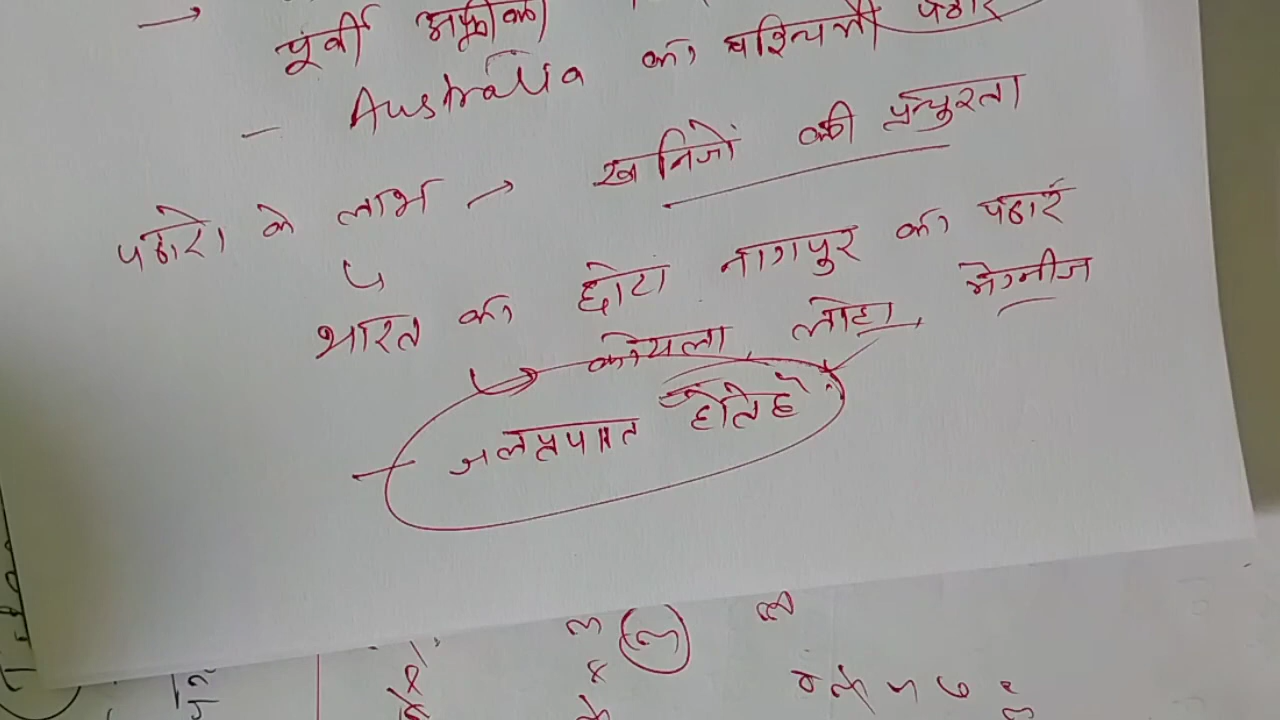 → पूर्वी अफ्रीका
- Australia का पश्चिमी पठार
पठारो के लाभ → खनिजों की प्रचुरता
भारत का छोटा नागपुर का पठार
→ कोयला, लोहा, मेग्नीज
- जलप्रपात होते है